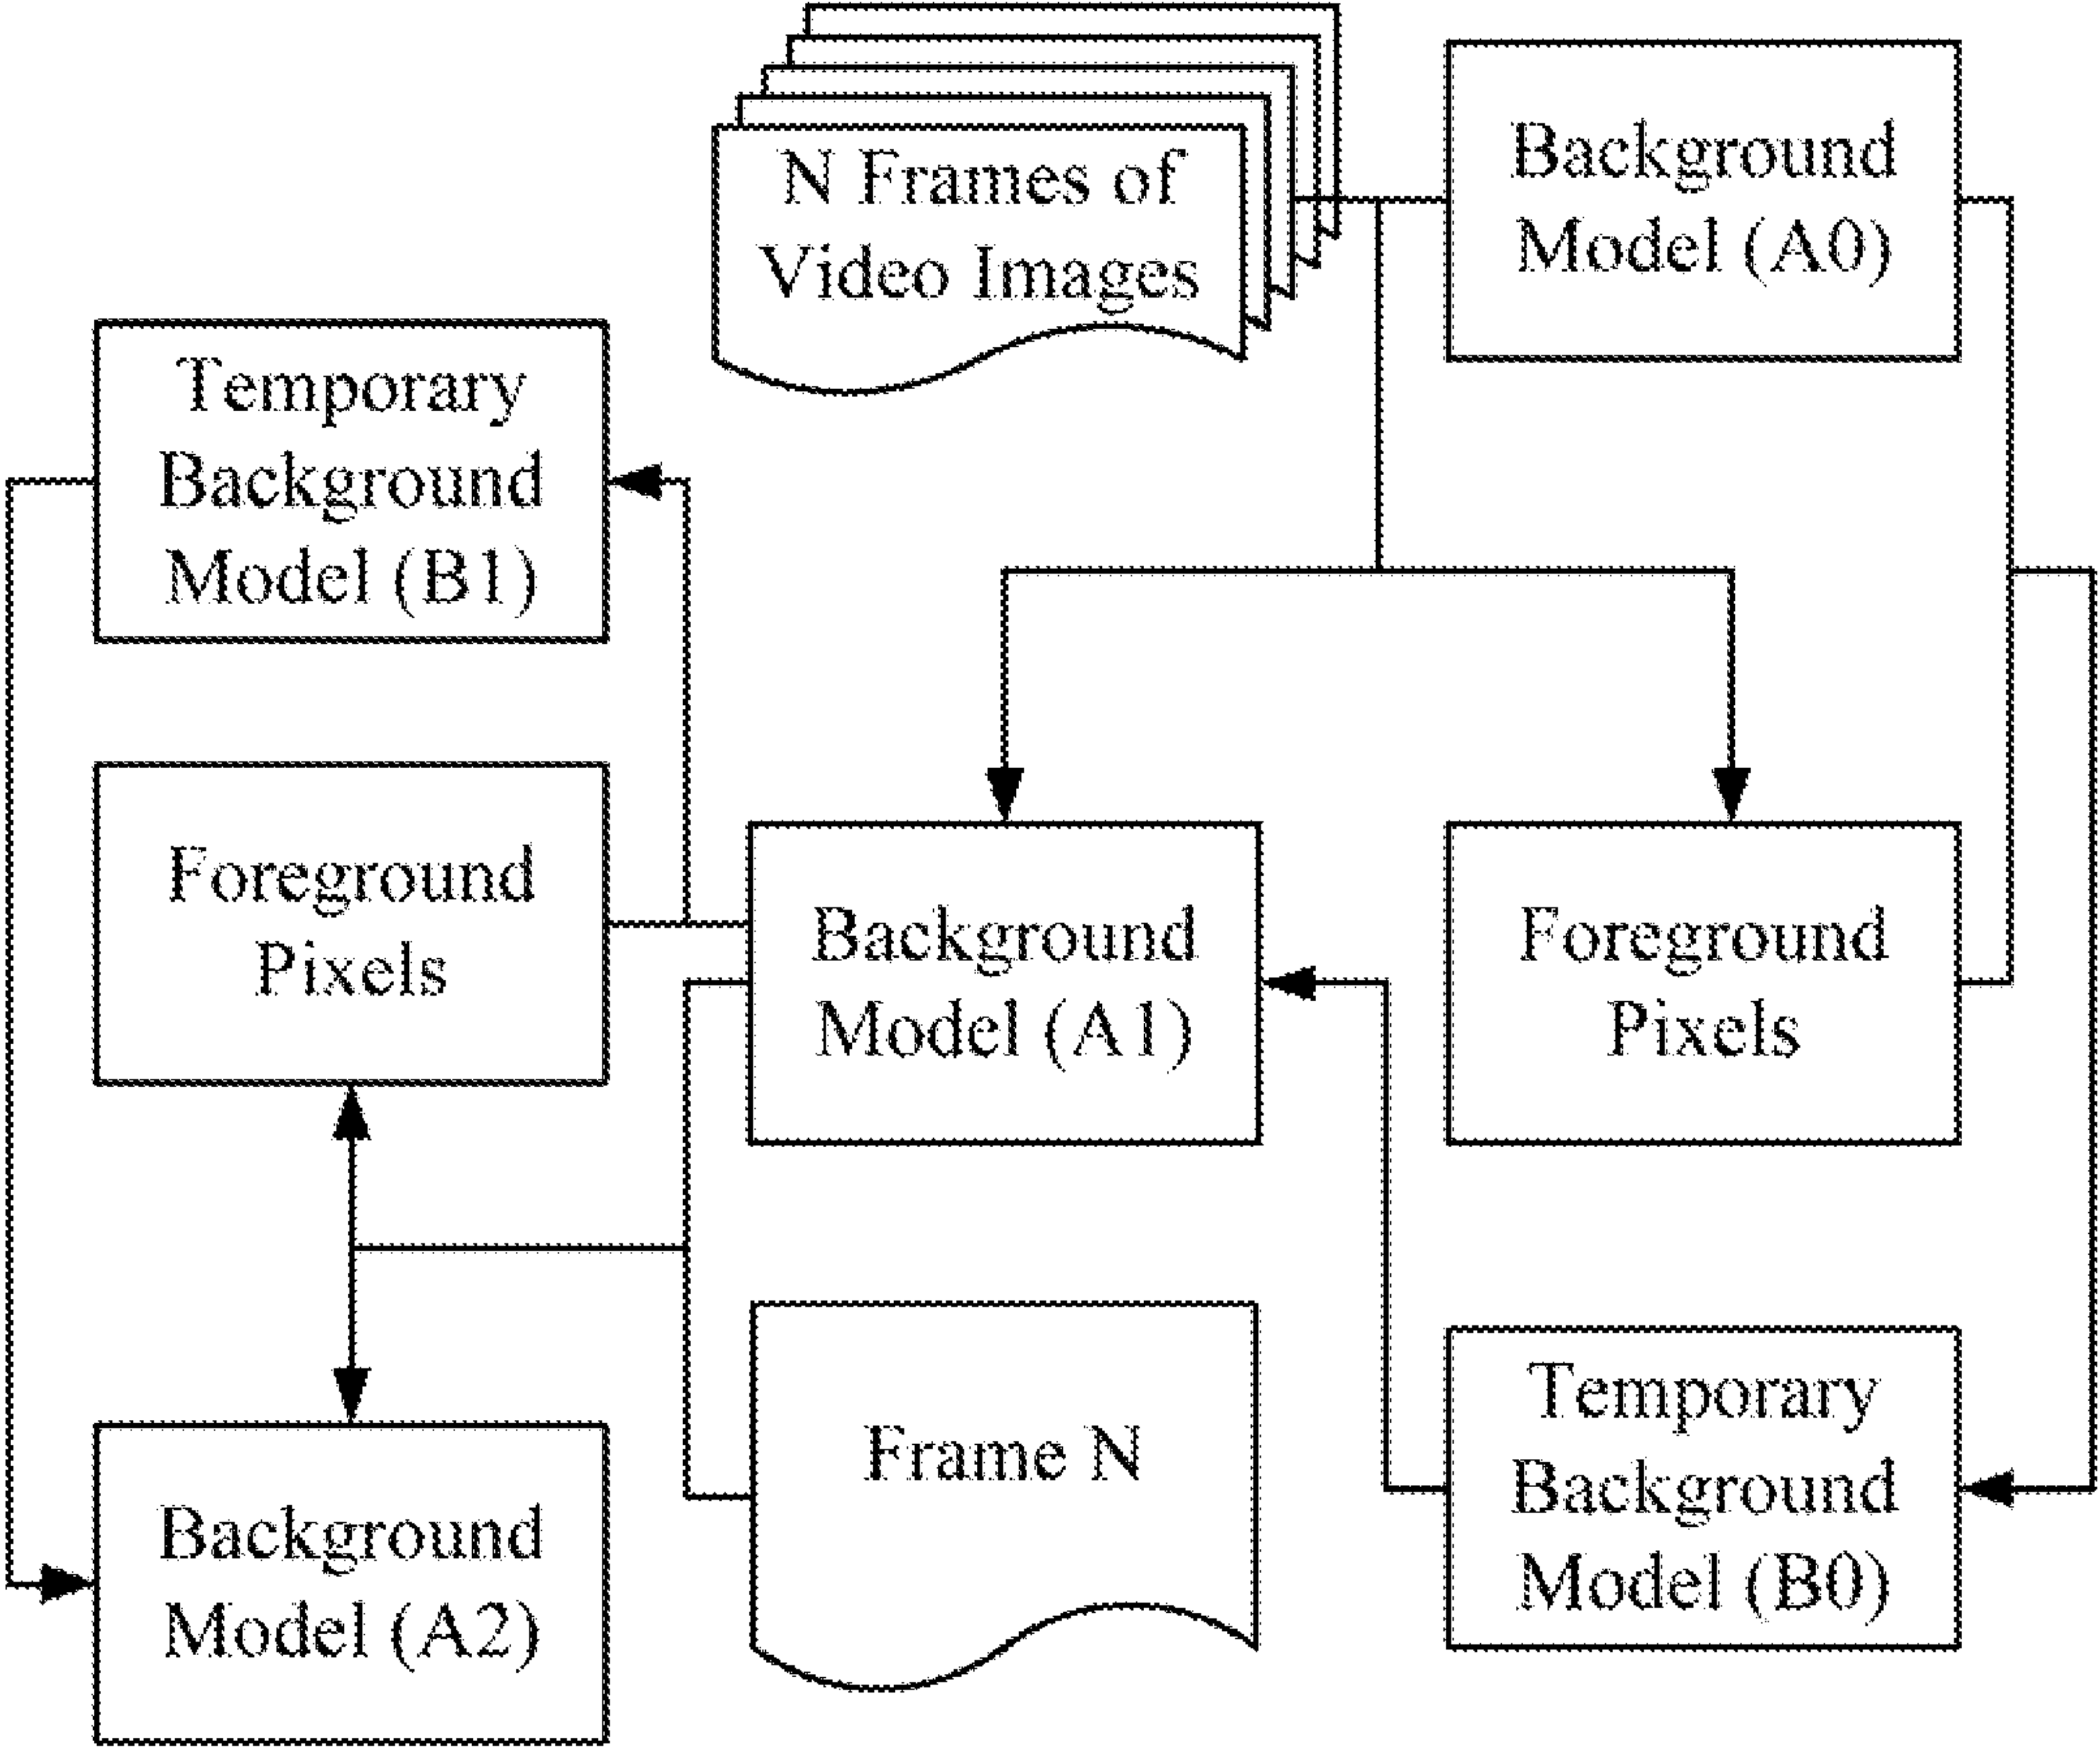 N Frames of
Video Images
Background
Model (A0)
Temporary
Background
Model (B1)
Foreground
Pixels
Background
Model (A1)
Foreground
Pixels
Frame N
Temporary
Background
Model (B0)
Background
Model (A2)